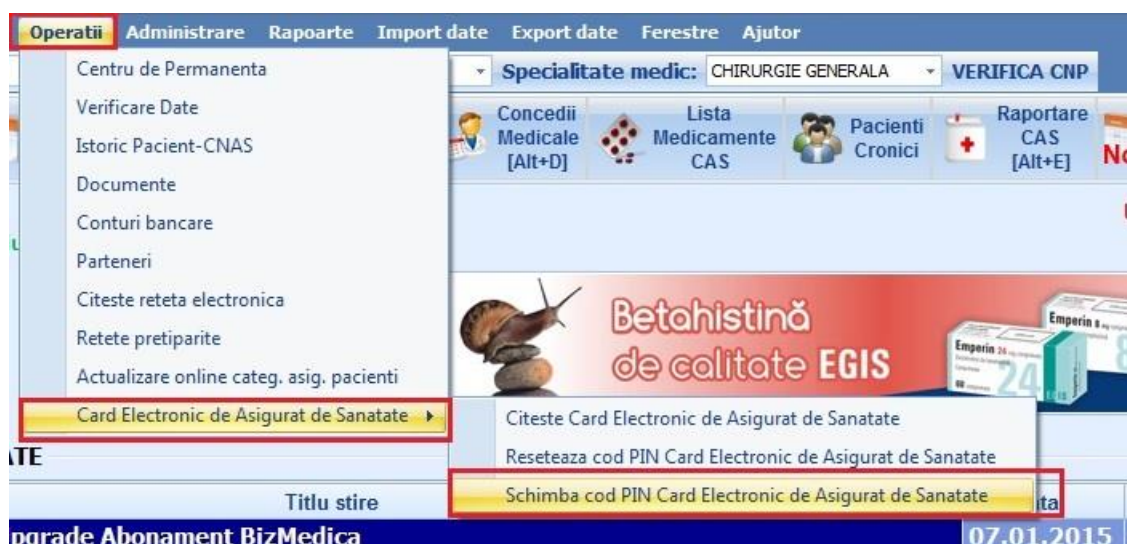 Operatii Administrare Rapoarte Import date Export date Ferestre Ajutor
Centru de Permanenta
Specialitate medic: CHIRURGIE GENERALA VERIFICA CNP
Verificare Date
Istoric Pacient-CNAS
Concedii
Medicale
[Alt+D]
Lista
Medicamente
CAS
Pacienti
Cronici
Raportare
CAS
[Alt+E]
Documente
Conturi bancare
Parteneri
Citeste reteta electronica
Retete pretiparite
Actualizare online categ. asig. pacienti
Betahistină
de calitate EGIS
Emperin 24
Emperin 8
24
Card Electronic de Asigurat de Sanatate
Citeste Card Electronic de Asigurat de Sanatate
Reseteaza cod PIN Card Electronic de Asigurat de Sanatate
Schimba cod PIN Card Electronic de Asigurat de Sanatate
Titlu stire
pgrade Abonament BizMedica 07.01.2015